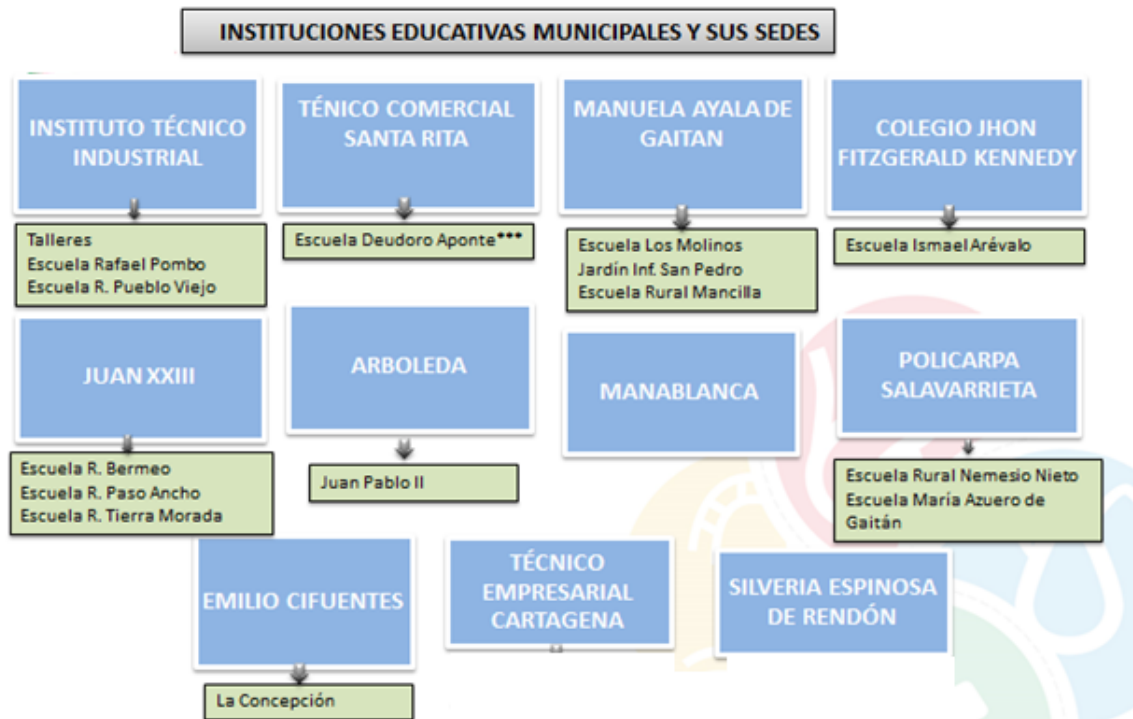 INSTITUCIONES EDUCATIVAS MUNICIPALES Y SUS SEDES
INSTITUTO TÉCNICO
INDUSTRIAL
Talleres
Escuela Rafael Pombo
Escuela R. Pueblo Viejo
TÉNICO COMERCIAL
SANTA RITA
Escuela Deudoro Aponte***
MANUELA AYALA DE
GAITAN
Escuela Los Molinos
Jardín Inf. San Pedro
Escuela Rural Mancilla
COLEGIO JHON
FITZGERALD KENNEDY
Escuela Ismael Arévalo
JUAN XXIII
Escuela R. Bermeo
Escuela R. Paso Ancho
Escuela R. Tierra Morada
ARBOLEDA
Juan Pablo II
MANABLANCA
POLICARPA
SALAVARRIETA
Escuela Rural Nemesio Nieto
Escuela María Azuero de
Gaitán
EMILIO CIFUENTES
La Concepción
TÉCNICO
EMPRESARIAL
CARTAGENA
SILVERIA ESPINOSA
DE RENDÓN